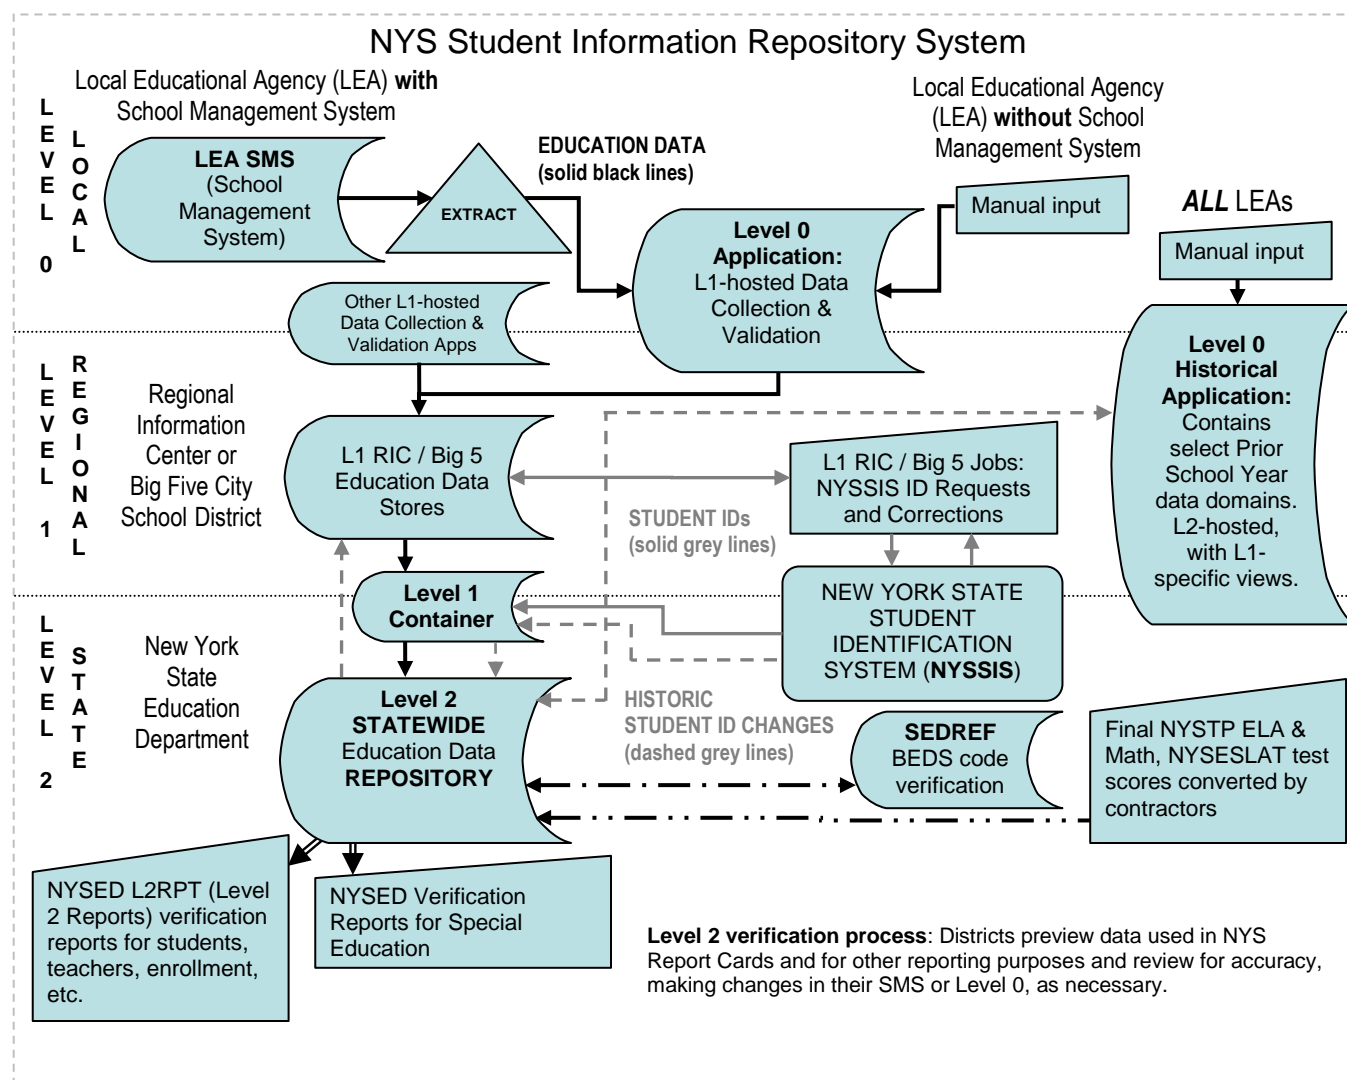 NYS Student Information Repository System
LEVEL 0
LOCAL
Local Educational Agency (LEA) with
School Management System
LEA SMS
(School
Management
System)
EXTRACT
EDUCATION DATA
(solid black lines)
Level 0
Application:
L1-hosted Data
Collection &
Validation
Local Educational Agency
(LEA) without School
Management System
Manual input
ALL LEAs
Manual input
Other L1-hosted
Data Collection &
Validation Apps
Level 0
Historical
Application:
Contains
select Prior
School Year
data domains.
L2-hosted,
with L1-
specific views.
LEVEL 1
REGIONAL
Regional
Information
Center or
Big Five City
School District
L1 RIC / Big 5
Education Data
Stores
L1 RIC / Big 5 Jobs:
NYSSIS ID Requests
and Corrections
STUDENT IDs
(solid grey lines)
Level 1
Container
NEW YORK STATE
STUDENT
IDENTIFICATION
SYSTEM (NYSSIS)
LEVEL 2
STATE
New York
State
Education
Department
Level 2
STATEWIDE
Education Data
REPOSITORY
HISTORIC
STUDENT ID CHANGES
(dashed grey lines)
SEDREF
BEDS code
verification
Final NYSTP ELA &
Math, NYSESLAT test
scores converted by
contractors
NYSED L2RPT (Level
2 Reports) verification
reports for students,
teachers, enrollment,
etc.
NYSED Verification
Reports for Special
Education
Level 2 verification process: Districts preview data used in NYS
Report Cards and for other reporting purposes and review for accuracy,
making changes in their SMS or Level 0, as necessary.